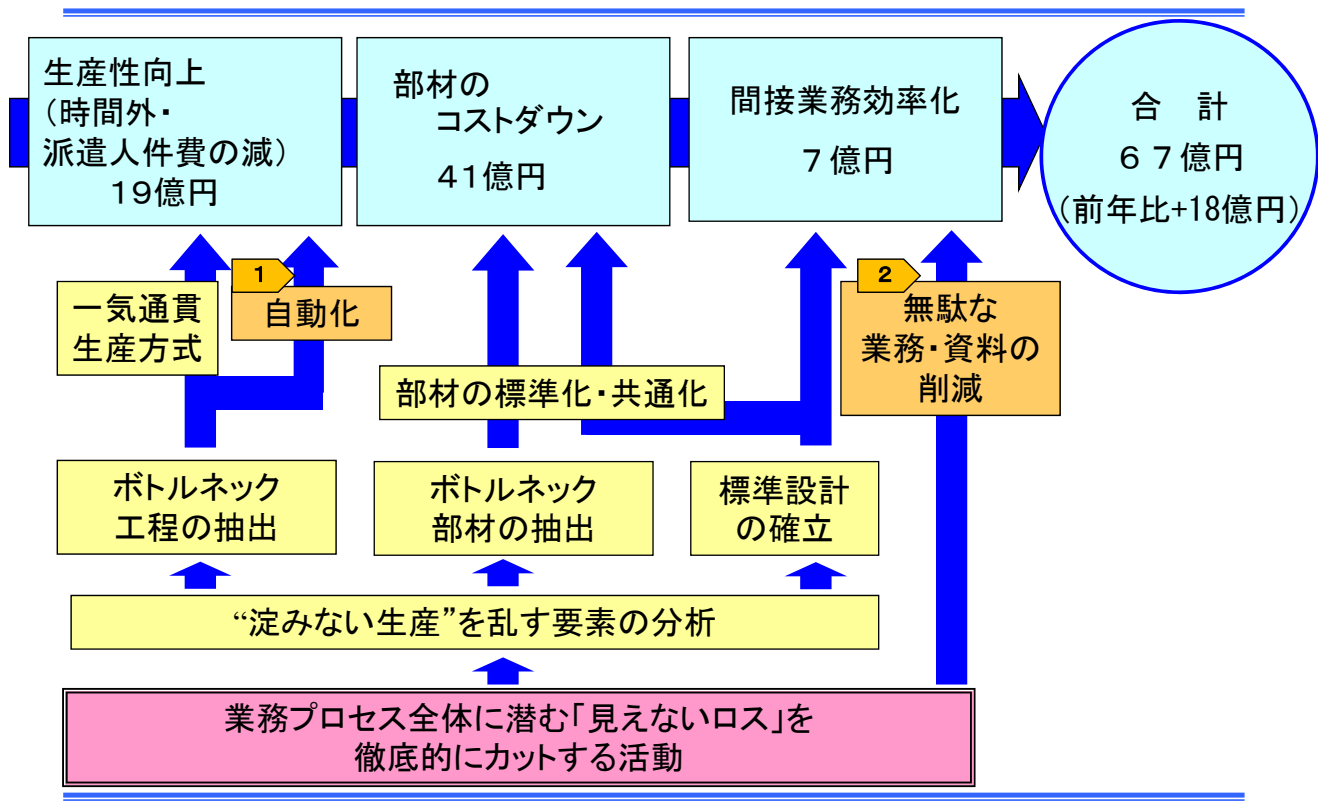 生産性向上
(時間外・
派遣人件費の減)
19億円
部材の
コストダウン
41億円
間接業務効率化
7億円
合　計
６７億円
(前年比+18億円)
一気通貫
生産方式
1
自動化
部材の標準化・共通化
2
無駄な
業務・資料の
削減
ボトルネック
工程の抽出
ボトルネック
部材の抽出
標準設計
の確立
“淀みない生産”を乱す要素の分析
業務プロセス全体に潜む「見えないロス」を
徹底的にカットする活動